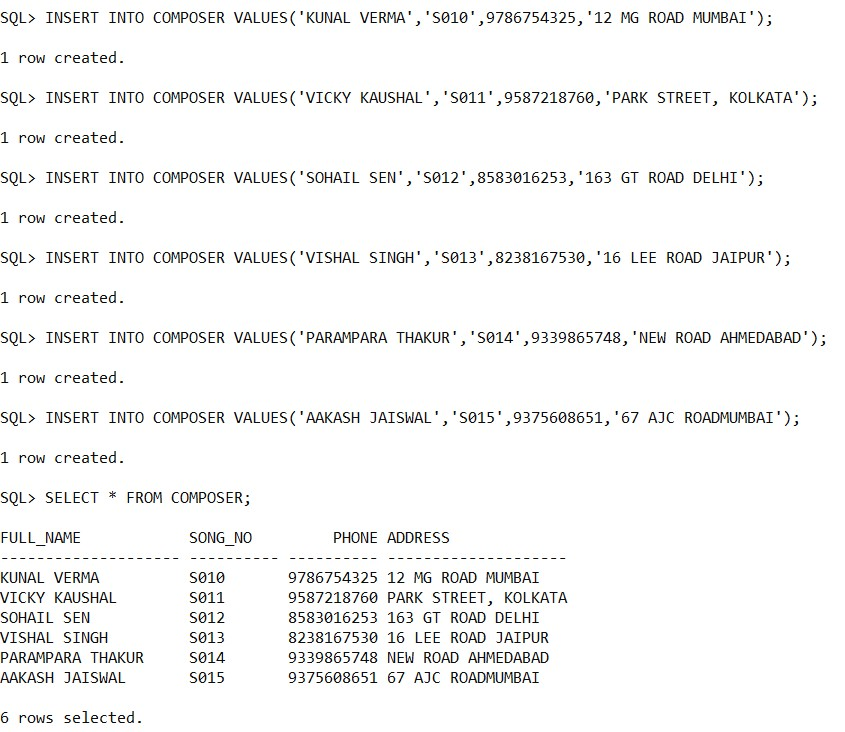 SQL> INSERT INTO COMPOSER VALUES('KUNAL VERMA','S010',9786754325,'12 MG ROAD MUMBAI');
1 row created.
SQL> INSERT INTO COMPOSER VALUES('VICKY KAUSHAL','S011',9587218760,'PARK STREET, KOLKATA');
1 row created.
SQL> INSERT INTO COMPOSER VALUES('SOHAIL SEN','S012',8583016253,'163 GT ROAD DELHI');
1 row created.
SQL> INSERT INTO COMPOSER VALUES('VISHAL SINGH','S013',8238167530,'16 LEE ROAD JAIPUR');
1 row created.
SQL> INSERT INTO COMPOSER VALUES('PARAMPARA THAKUR','S014',9339865748,'NEW ROAD AHMEDABAD');
1 row created.
SQL> INSERT INTO COMPOSER VALUES('AAKASH JAISWAL','S015',9375608651,'67 AJC ROADMUMBAI');
1 row created.
SQL> SELECT * FROM COMPOSER;
FULL_NAME            SONG_NO         PHONE ADDRESS
-------------------- ---------- ---------- --------------------
KUNAL VERMA          S010       9786754325 12 MG ROAD MUMBAI
VICKY KAUSHAL        S011       9587218760 PARK STREET, KOLKATA
SOHAIL SEN           S012       8583016253 163 GT ROAD DELHI
VISHAL SINGH         S013       8238167530 16 LEE ROAD JAIPUR
PARAMPARA THAKUR     S014       9339865748 NEW ROAD AHMEDABAD
AAKASH JAISWAL       S015       9375608651 67 AJC ROADMUMBAI
6 rows selected.